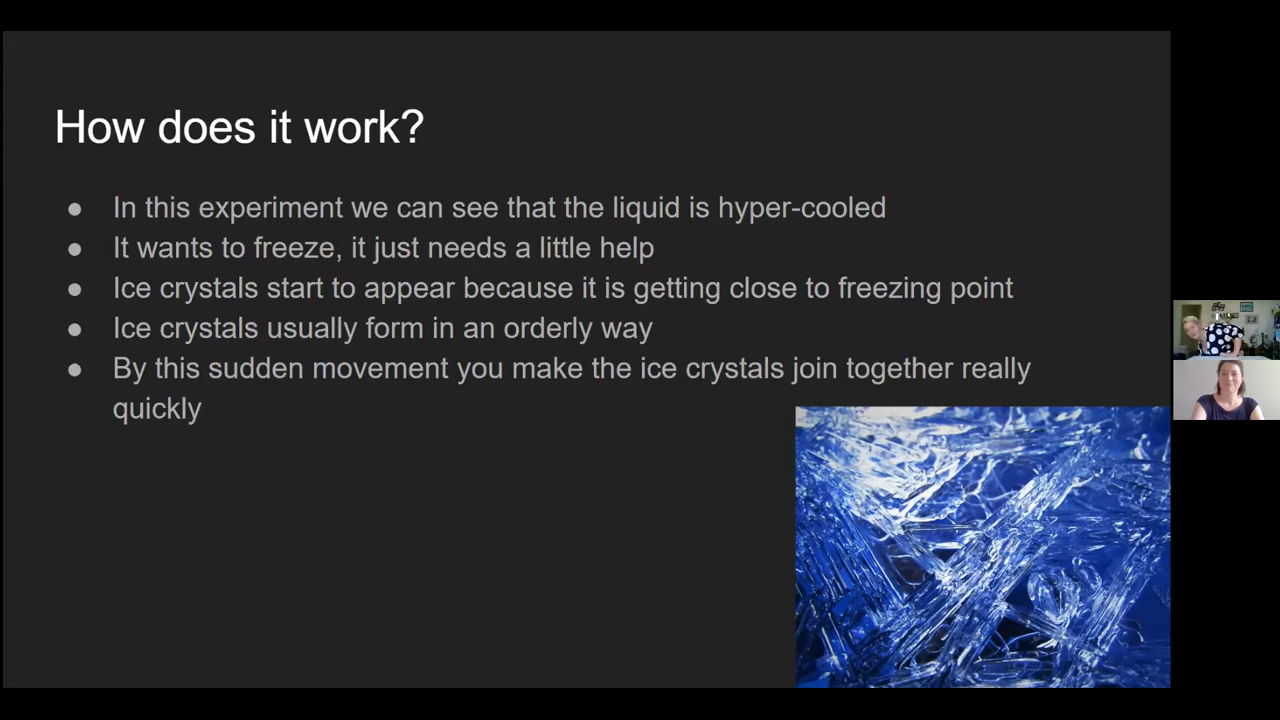 How does it work?
● In this experiment we can see that the liquid is hyper-cooled
● It wants to freeze, it just needs a little help
● Ice crystals start to appear because it is getting close to freezing point
● Ice crystals usually form in an orderly way
● By this sudden movement you make the ice crystals join together really
quickly